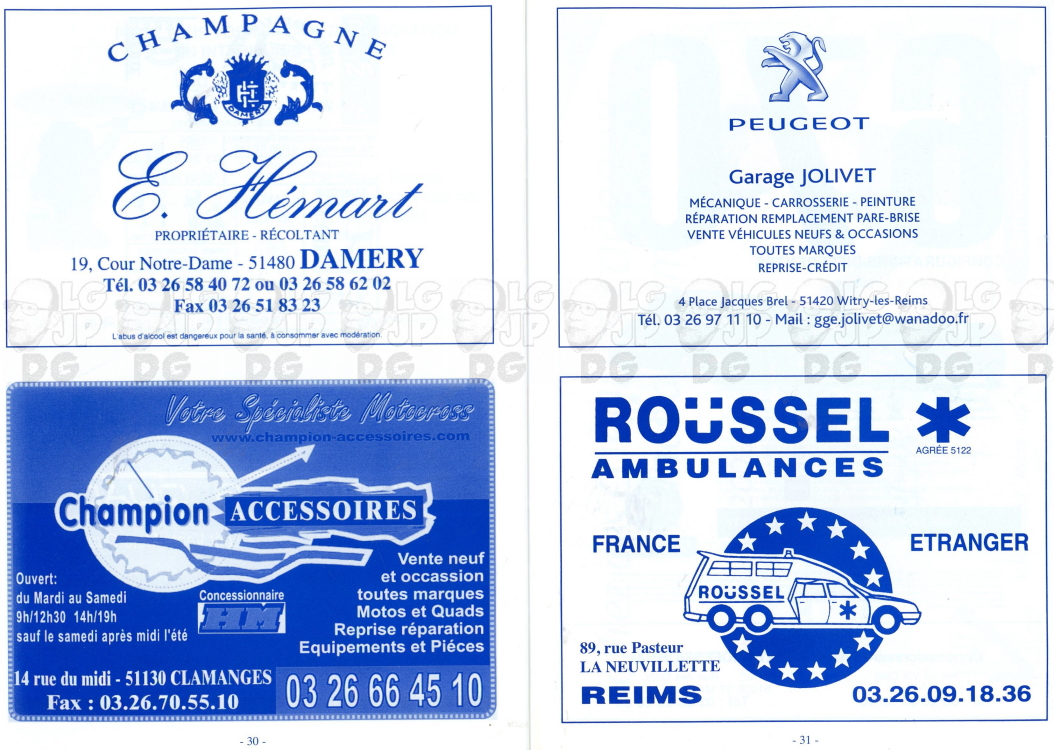 CHAMPAGNE
DAMERY
E. Hémart
PROPRIÉTAIRE - RÉCOLTANT
19, Cour Notre-Dame - 51480 DAMERY
Tél. 03 26 58 40 72 ou 03 26 58 62 02
Fax 03 26 51 83 23
L'abus d'alcool est dangereux pour la santé, à consommer avec modération.
Votre Spécialiste Motocross
www.champion-accessoires.com
Champion ACCESSOIRES
Vente neuf
et occassion
toutes marques
Motos et Quads
Reprise réparation
Equipements et Piéces
Ouvert:
du Mardi au Samedi
9h/12h30 14h/19h
sauf le samedi après midi l'été
Concessionnaire
HM
14 rue du midi - 51130 CLAMANGES
Fax : 03.26.70.55.10
03 26 66 45 10
- 30 -
PEUGEOT
Garage JOLIVET
MÉCANIQUE - CARROSSERIE - PEINTURE
RÉPARATION REMPLACEMENT PARE-BRISE
VENTE VÉHICULES NEUFS & OCCASIONS
TOUTES MARQUES
REPRISE-CRÉDIT
4 Place Jacques Brel - 51420 Witry-les-Reims
Tél. 03 26 97 11 10 - Mail : gge.jolivet@wanadoo.fr
ROÜSSEL
AMBULANCES
AGRÉE 5122
FRANCE
ETRANGER
ROÜSSEL
89, rue Pasteur
LA NEUVILLETTE
REIMS
03.26.09.18.36
- 31 -
LG JP DG